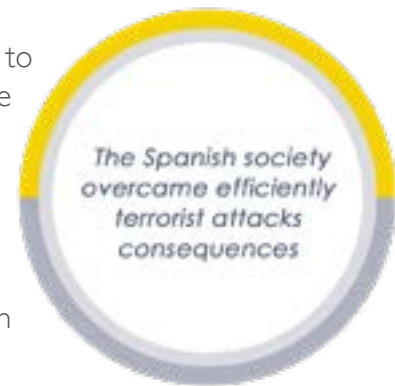 to
e
The Spanish society
overcame efficiently
terrorist attacks
consequences
n